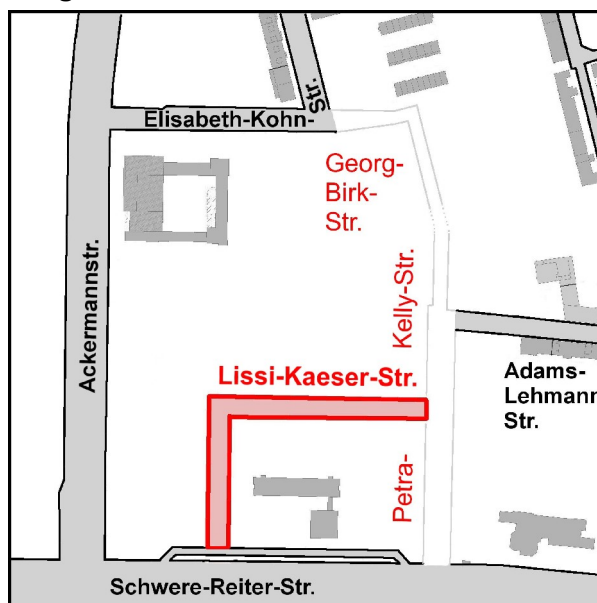 Elisabeth-Kohn-
Str.
Georg-
Birk-
Str.
Kelly-Str.
Ackermannstr.
Lissi-Kaeser-Str.
Adams-
Lehmann
Str.
Petra-
Schwere-Reiter-Str.